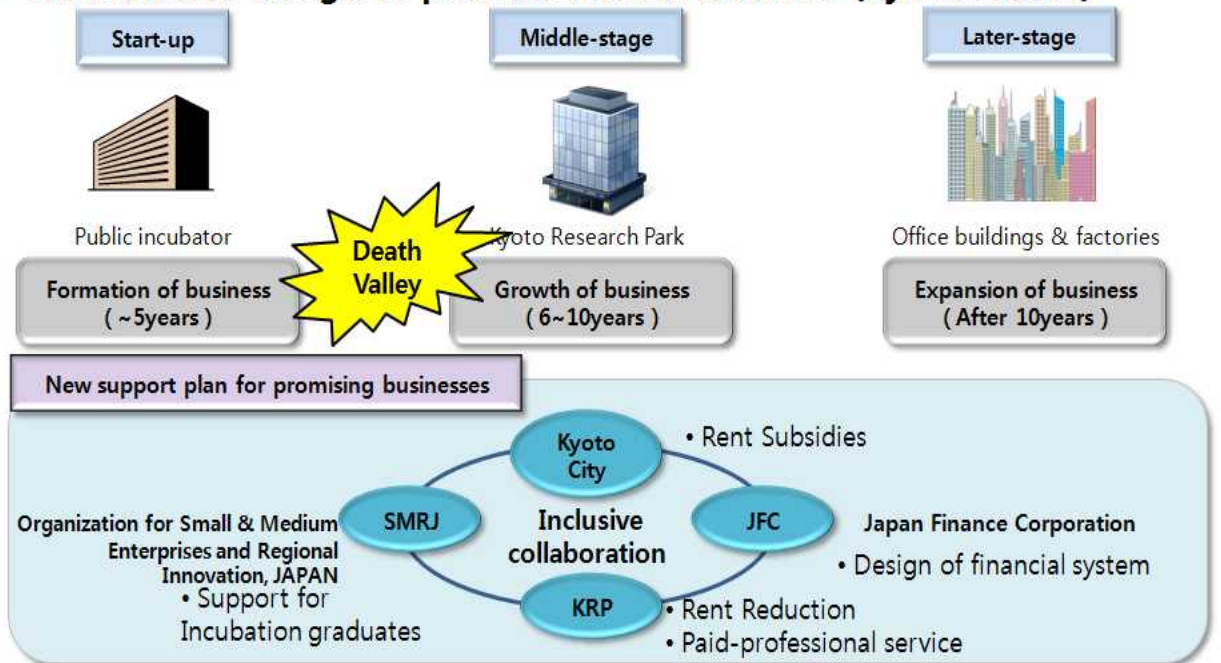 Start-up
Middle-stage
Later-stage
Public incubator
Kyoto Research Park
Office buildings & factories
Death
Valley
Formation of business
( ~5years )
Growth of business
( 6~10years )
Expansion of business
( After 10years )
New support plan for promising businesses
Kyoto
City
• Rent Subsidies
SMRJ
Organization for Small & Medium
Enterprises and Regional
Innovation, JAPAN
• Support for
Incubation graduates
Inclusive
collaboration
JFC
Japan Finance Corporation
• Design of financial system
KRP
• Rent Reduction
• Paid-professional service